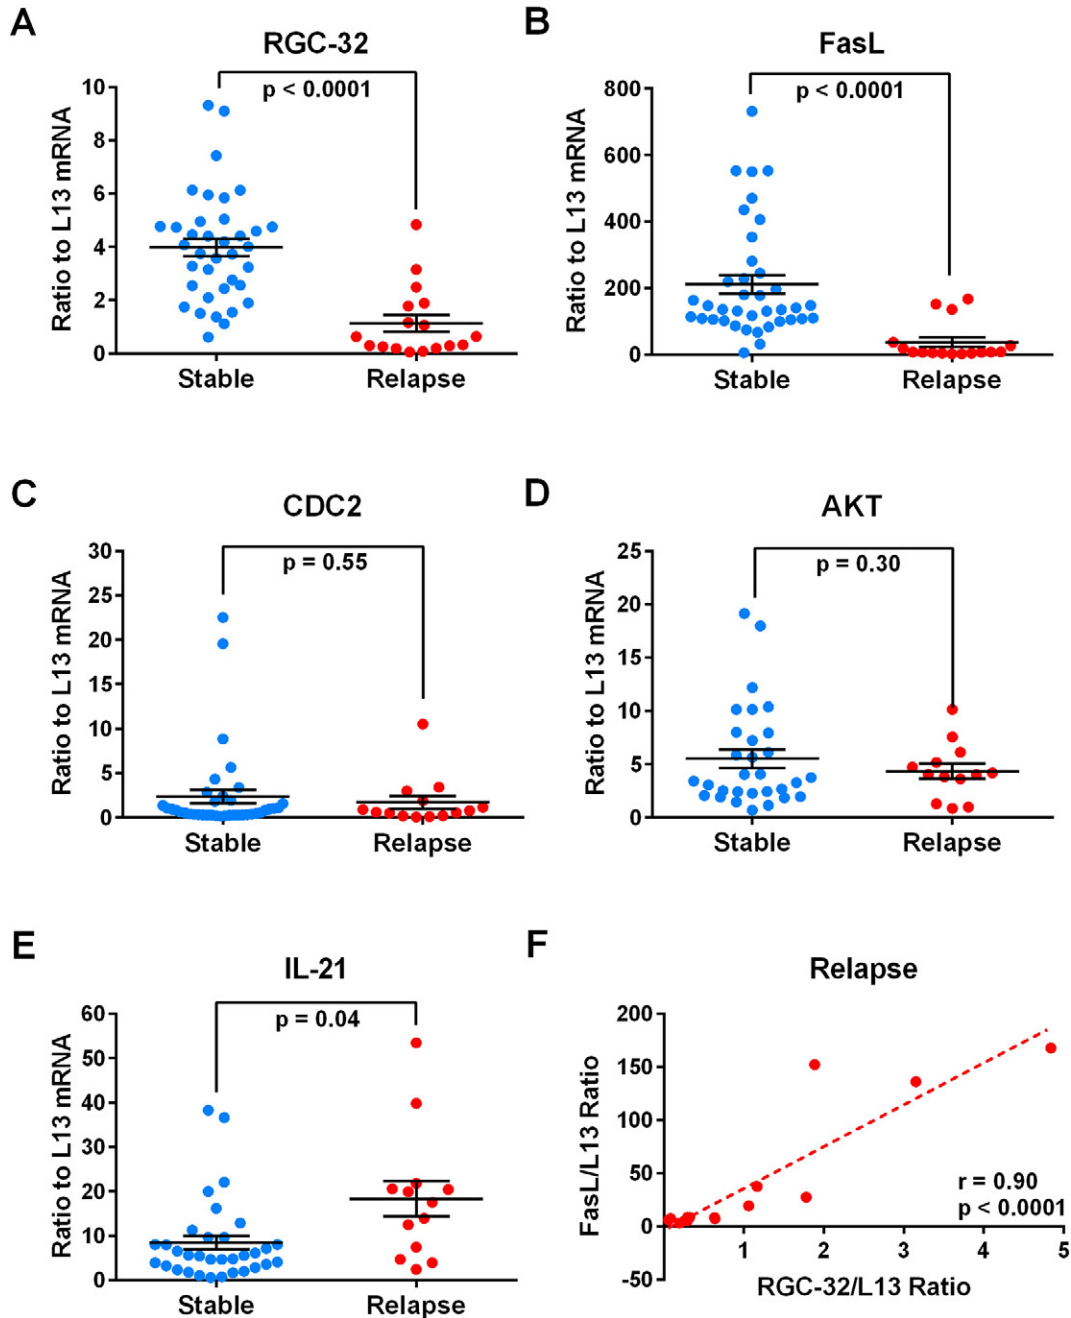 A
RGC-32
p < 0.0001
Ratio to L13 mRNA
10
8
6
4
2
0
Stable
Relapse
B
FasL
p < 0.0001
Ratio to L13 mRNA
800
600
400
200
0
Stable
Relapse
C
CDC2
p = 0.55
Ratio to L13 mRNA
30
25
20
15
10
5
0
Stable
Relapse
D
AKT
p = 0.30
Ratio to L13 mRNA
25
20
15
10
5
0
Stable
Relapse
E
IL-21
p = 0.04
Ratio to L13 mRNA
60
50
40
30
20
10
0
Stable
Relapse
F
Relapse
FasL/L13 Ratio
200
150
100
50
0
-50
r = 0.90
p < 0.0001
1
2
3
4
5
RGC-32/L13 Ratio